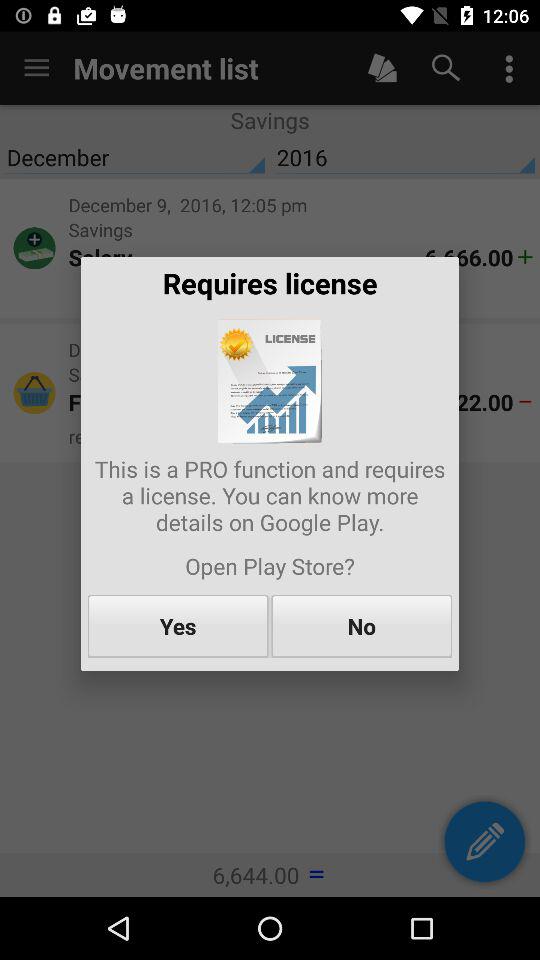 12:06
Movement list
Savings
December 2016
December 9, 2016, 12:05 pm
Savings
6,666.00 +
Requires license
LICENSE
This is a PRO function and requires
a license. You can know more
details on Google Play.
Open Play Store?
Yes No
22.00 −
6,644.00 =